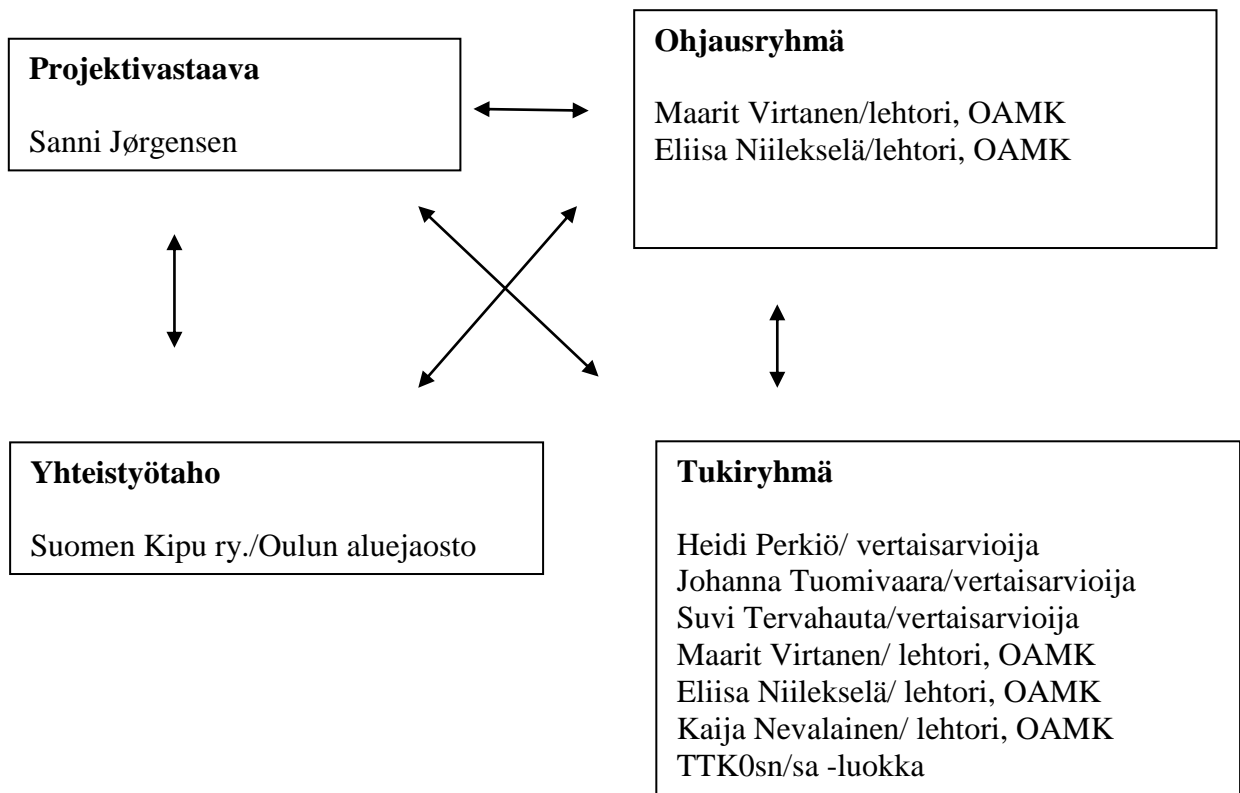 Projektivastaava
Sanni Jørgensen
Ohjausryhmä
Maarit Virtanen/lehtori, OAMK
Eliisa Niilekselä/lehtori, OAMK
Yhteistyötaho
Suomen Kipu ry./Oulun aluejaosto
Tukiryhmä
Heidi Perkiö/ vertaisarvioija
Johanna Tuomivaara/vertaisarvioija
Suvi Tervahauta/vertaisarvioija
Maarit Virtanen/ lehtori, OAMK
Eliisa Niilekselä/ lehtori, OAMK
Kaija Nevalainen/ lehtori, OAMK
TTK0sn/sa -luokka